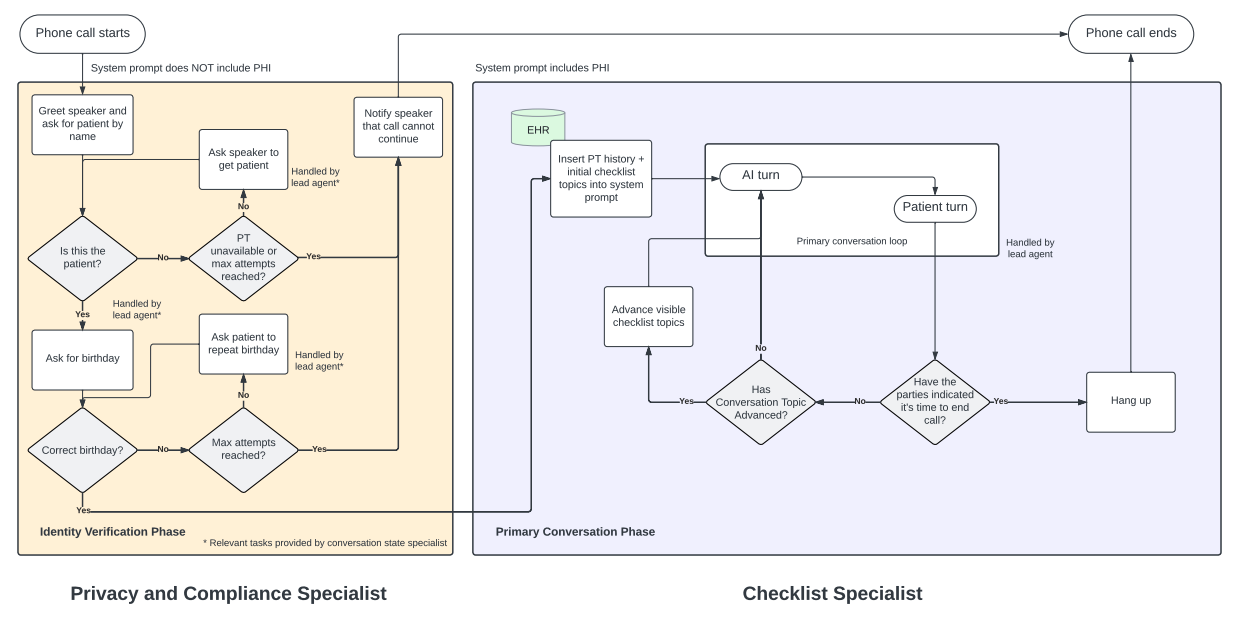 Phone call starts
Phone call ends
System prompt does NOT include PHI
System prompt includes PHI
Greet speaker and
ask for patient by
name
Notify speaker
that call cannot
continue
Ask speaker to
get patient
Handled by
lead agent*
No
Is this the
patient?
No
PT
unavailable or
max attempts
reached?
Yes
Yes
Handled by
lead agent*
Ask for birthday
Ask patient to
repeat birthday
Handled by
lead agent*
No
Correct birthday?
No
Max attempts
reached?
Yes
Yes
Identity Verification Phase
* Relevant tasks provided by conversation state specialist
EHR
Insert PT history +
initial checklist
topics into system
prompt
AI turn
Patient turn
Primary conversation loop
Handled by
lead agent
Advance visible
checklist topics
No
Yes
Has
Conversation Topic
Advanced?
No
Have the
parties indicated
it's time to end
call?
Yes
Hang up
Primary Conversation Phase
Privacy and Compliance Specialist
Checklist Specialist